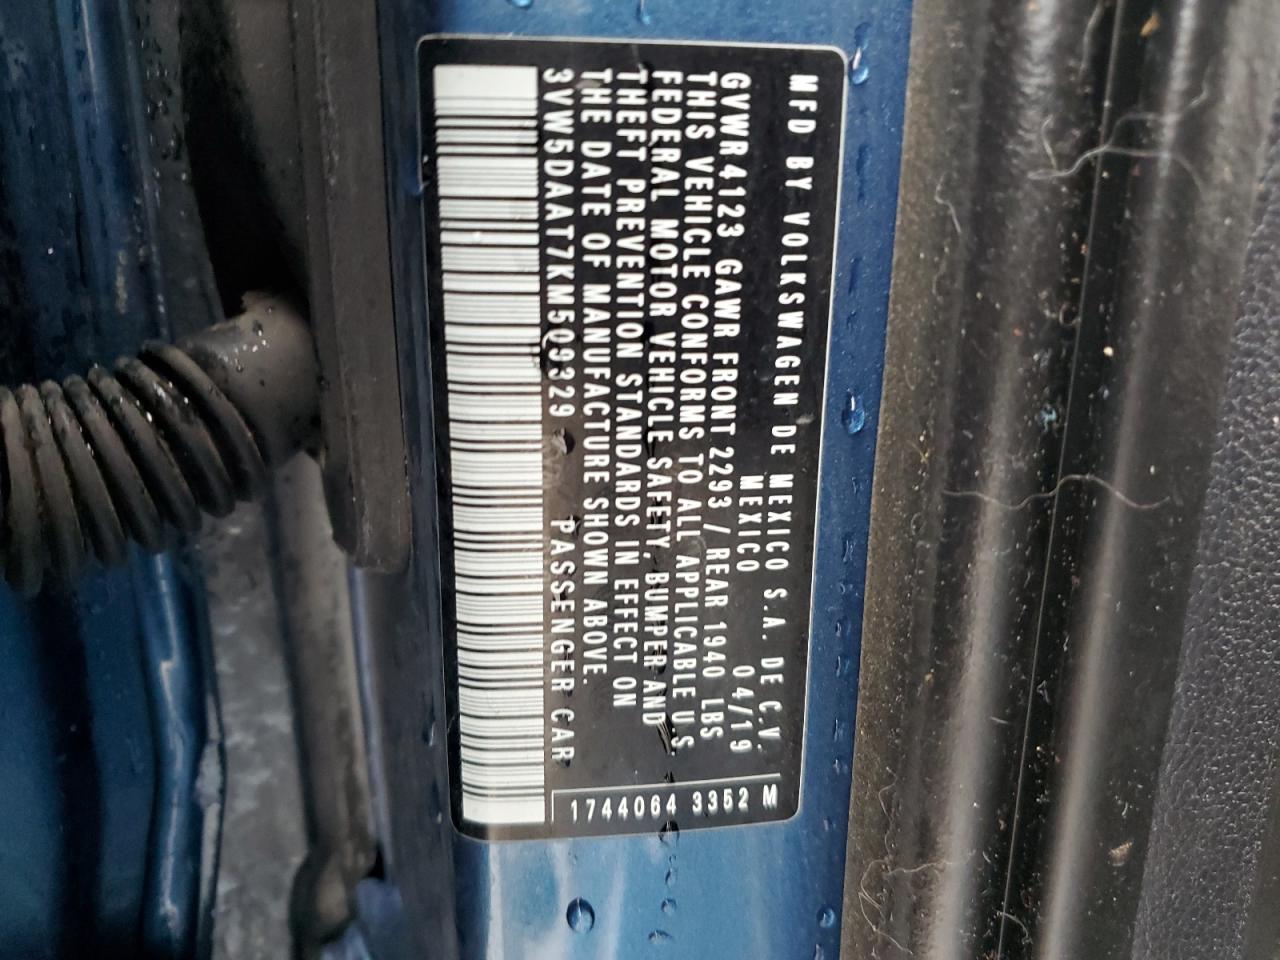 MFD BY VOLKSWAGEN DE MEXICO S.A. DE C.V.
MEXICO 04/19
GVWR 4123 GAWR FRONT 2293 / REAR 1940 LBS
THIS VEHICLE CONFORMS TO ALL APPLICABLE U.S.
FEDERAL MOTOR VEHICLE SAFETY, BUMPER AND
THEFT PREVENTION STANDARDS IN EFFECT ON
THE DATE OF MANUFACTURE SHOWN ABOVE.
3VW5DAAT7KM509329 PASSENGER CAR
1744064 3352 M